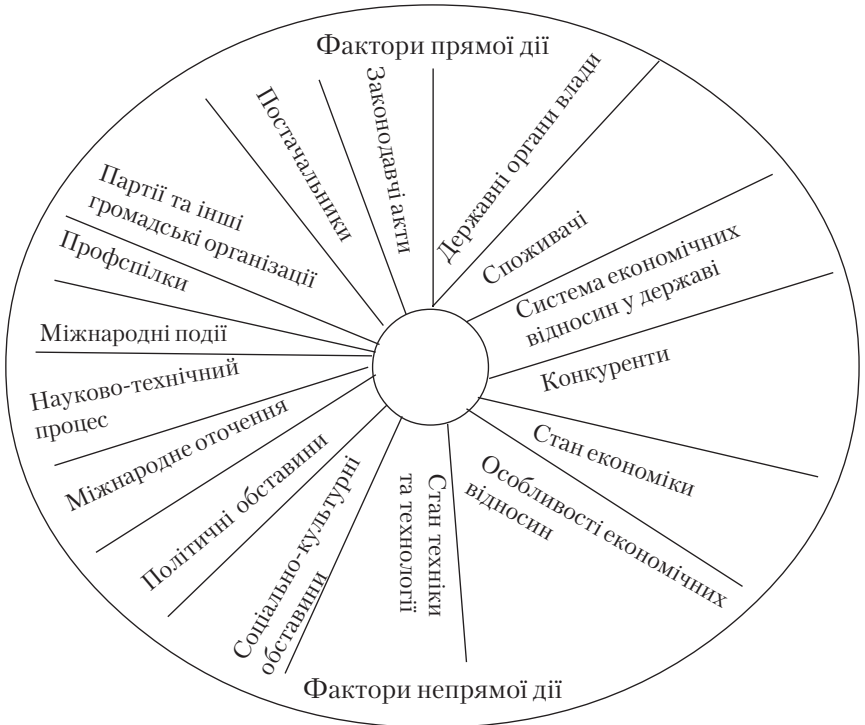 Фактори прямої дії
Законодавчі акти
Державні органи влади
Споживачі
Система економічних
відносин у державі
Конкуренти
Стан економіки
Особливості економічних
відносин
Стан техніки
та технології
Соціально-культурні
обставини
Політичні обставини
Міжнародне оточення
Науково-технічний
процес
Міжнародні події
Профспілки
Партії та інші
громадські організації
Постачальники
Фактори непрямої дії